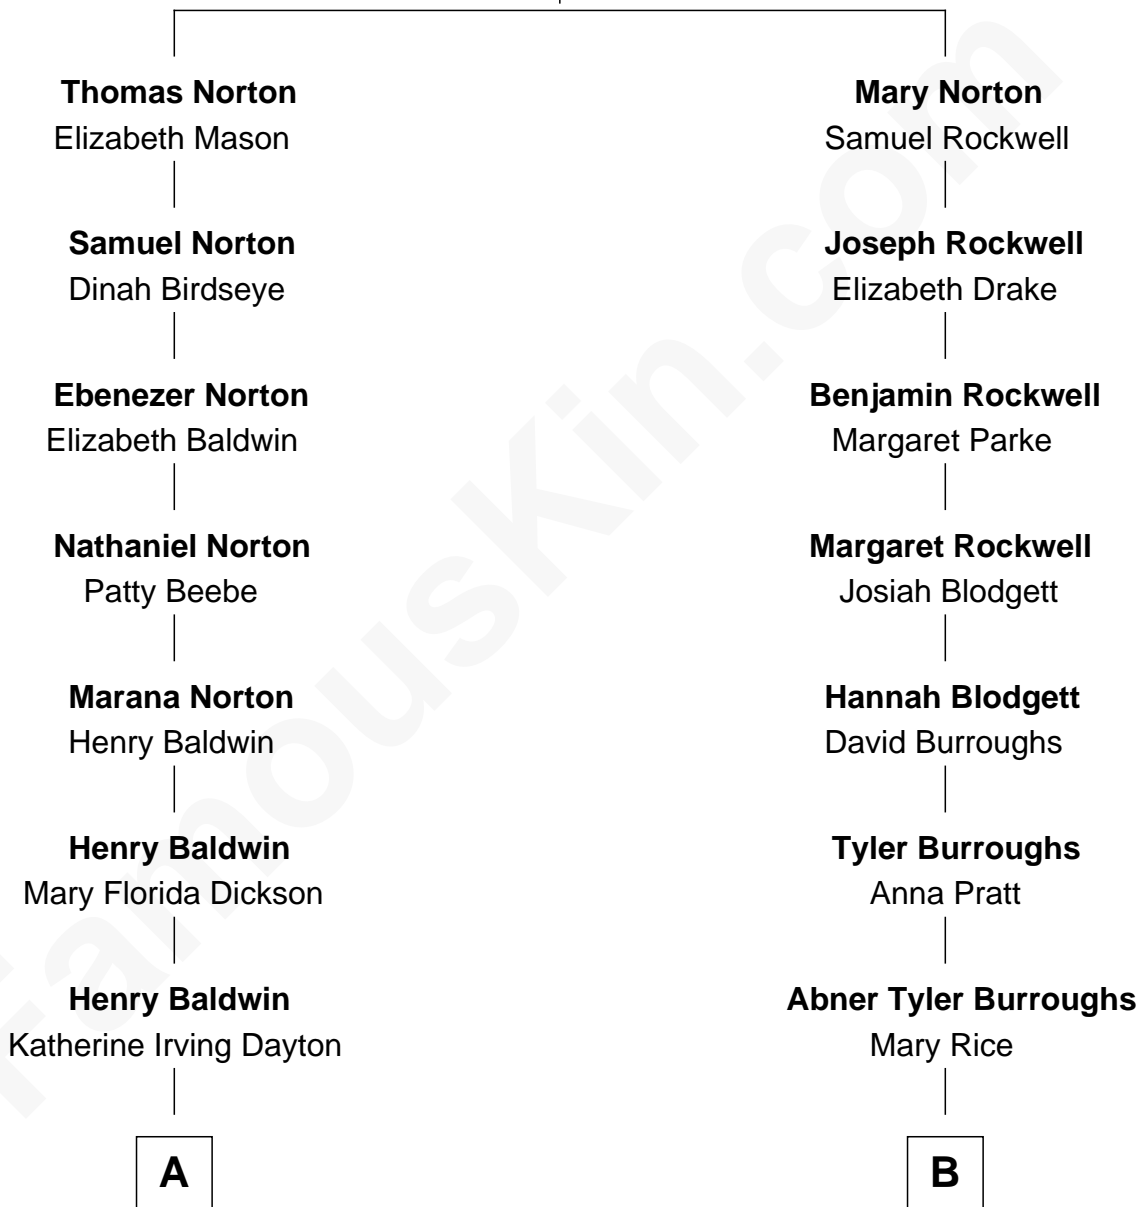 Thomas Norton
Elizabeth Mason
Samuel Norton
Dinah Birdseye
Ebenezer Norton
Elizabeth Baldwin
Nathaniel Norton
Patty Beebe
Marana Norton
Henry Baldwin
Henry Baldwin
Mary Florida Dickson
Henry Baldwin
Katherine Irving Dayton
A
Mary Norton
Samuel Rockwell
Joseph Rockwell
Elizabeth Drake
Benjamin Rockwell
Margaret Parke
Margaret Rockwell
Josiah Blodgett
Hannah Blodgett
David Burroughs
Tyler Burroughs
Anna Pratt
Abner Tyler Burroughs
Mary Rice
B
FamousKin.com